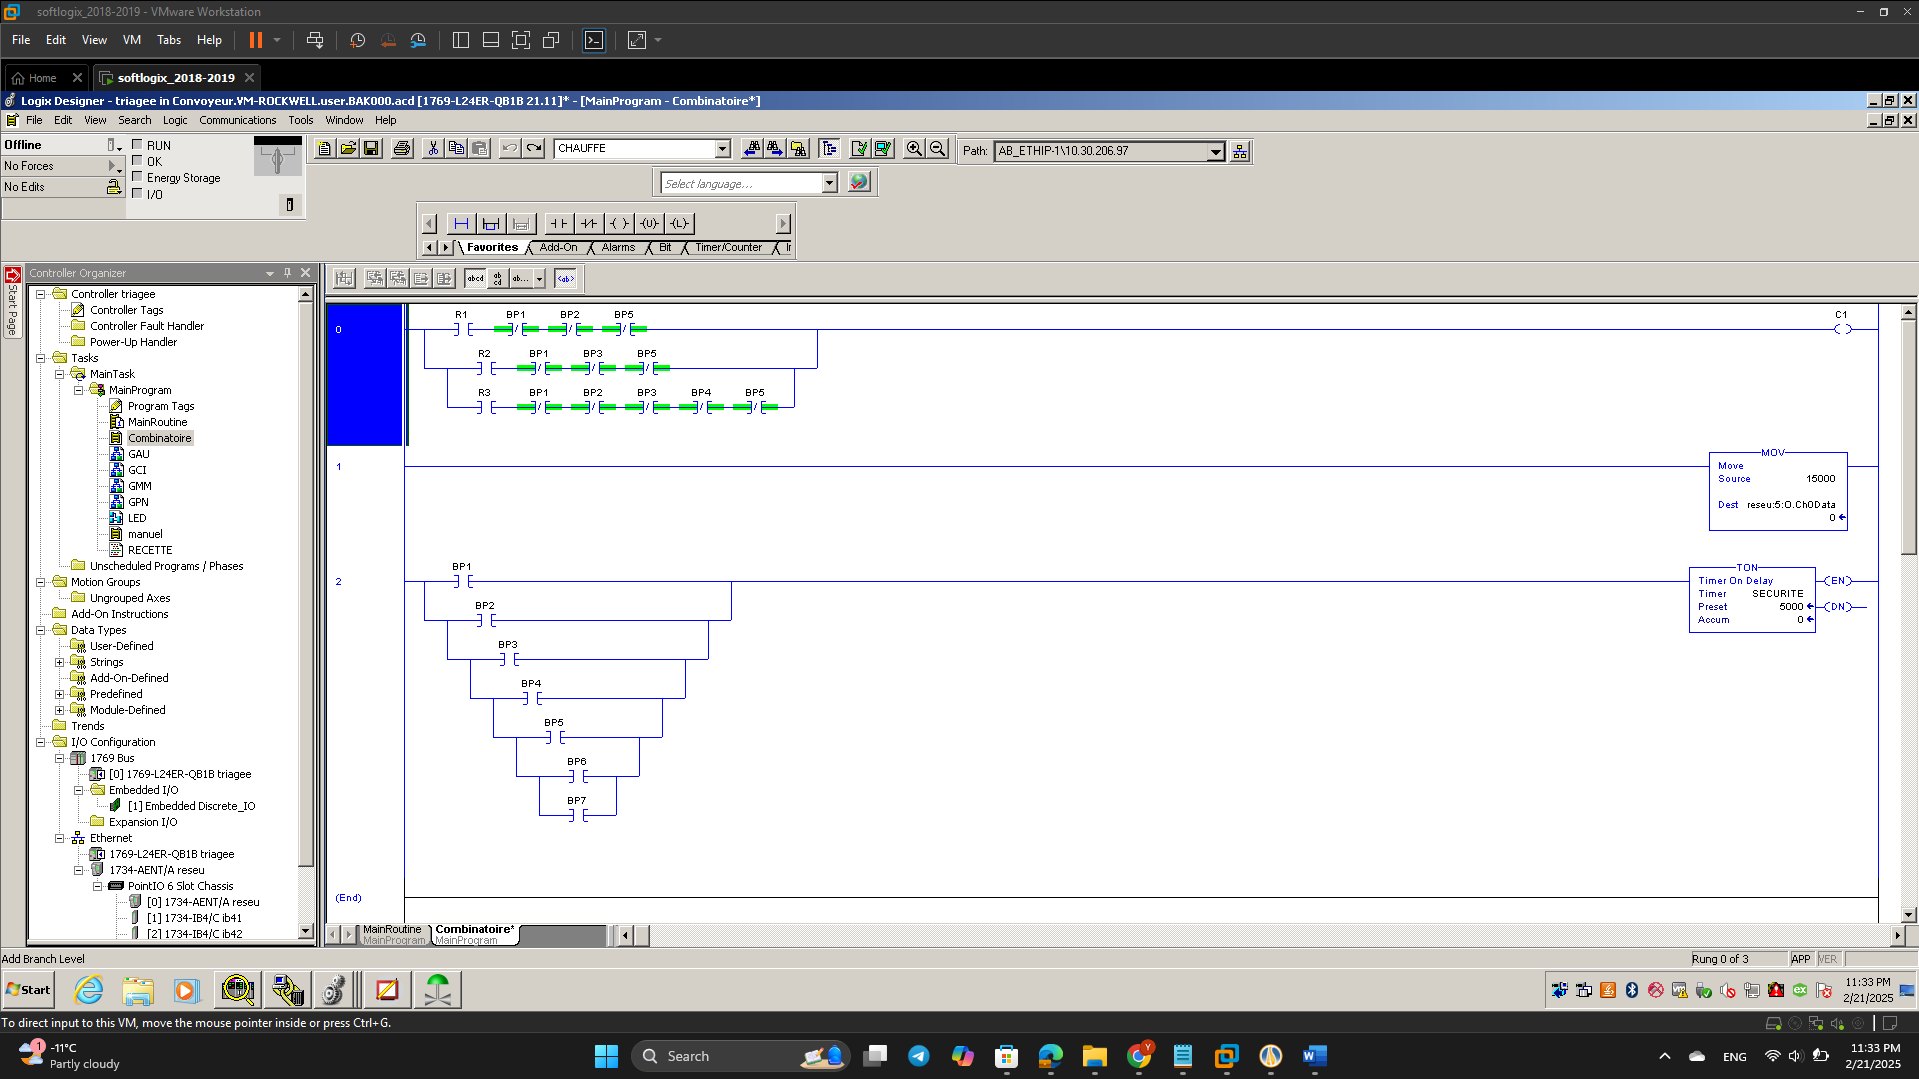 softlogix_2018-2019 - VMware Workstation
File Edit View VM Tabs Help
Home softlogix_2018-2019
Logix Designer - triagee in Convoyeur.VM-ROCKWELL.user.BAK000.acd [1769-L24ER-QB1B 21.11]* - [MainProgram - Combinatoire*]
File Edit View Search Logic Communications Tools Window Help
Offline
No Forces
No Edits
RUN
OK
Energy Storage
I/O
CHAUFFE
Path: AB_ETHIP-1\10.30.206.97
Select language...
Favorites Add-On Alarms Bit Timer/Counter
Start Page
Controller Organizer
Controller triagee
Controller Tags
Controller Fault Handler
Power-Up Handler
Tasks
MainTask
MainProgram
Program Tags
MainRoutine
Combinatoire
GAU
GCI
GMM
GPN
LED
manuel
RECETTE
Unscheduled Programs / Phases
Motion Groups
Ungrouped Axes
Add-On Instructions
Data Types
User-Defined
Strings
Add-On-Defined
Predefined
Module-Defined
Trends
I/O Configuration
1769 Bus
[0] 1769-L24ER-QB1B triagee
Embedded I/O
[1] Embedded Discrete_IO
Expansion I/O
Ethernet
1769-L24ER-QB1B triagee
1734-AENT/A reseu
PointIO 6 Slot Chassis
[0] 1734-AENT/A reseu
[1] 1734-IB4/C ib41
[2] 1734-IB4/C ib42
0
R1 BP1 BP2 BP5 C1
R2 BP1 BP3 BP5
R3 BP1 BP2 BP3 BP4 BP5
1
MOV
Move
Source 15000
Dest reseu:5:O.Ch0Data
0
2
BP1
BP2
BP3
BP4
BP5
BP6
BP7
TON
Timer On Delay EN
Timer SECURITE
Preset 5000 DN
Accum 0
(End)
MainRoutine Combinatoire*
MainProgram MainProgram
Add Branch Level
Rung 0 of 3 APP VER
Start
11:33 PM
2/21/2025
To direct input to this VM, move the mouse pointer inside or press Ctrl+G.
1
-11°C
Partly cloudy
Search
ENG
11:33 PM
2/21/2025